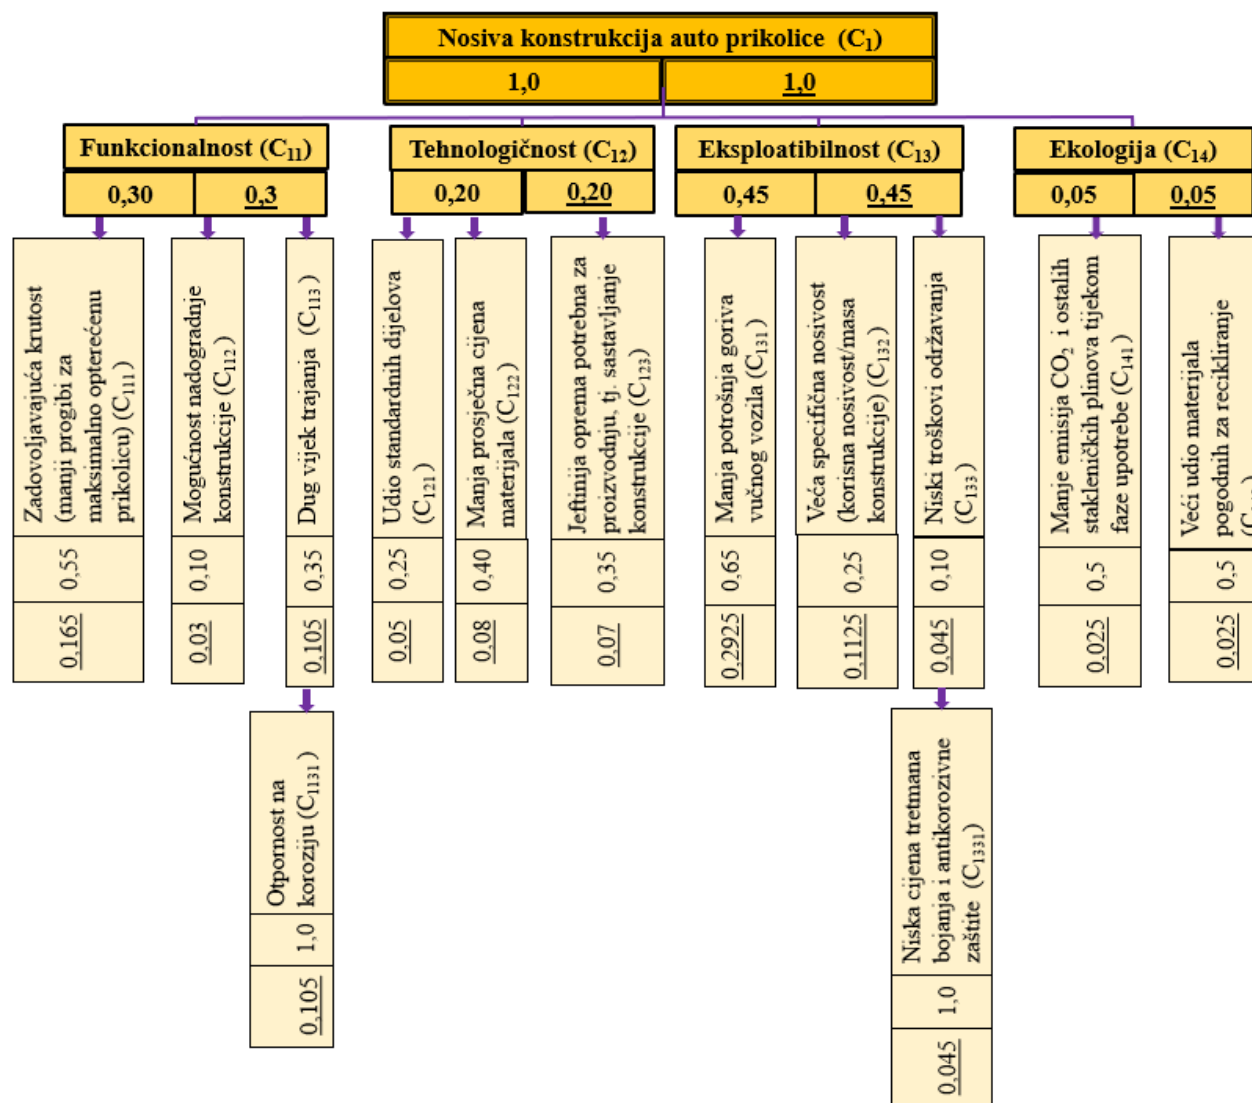 Nosiva konstrukcija auto prikolice (C₁)
1,0
1,0
Funkcionalnost (C₁₁)
0,30
0,3
Tehnologičnost (C₁₂)
0,20
0,20
Eksploatibilnost (C₁₃)
0,45
0,45
Ekologija (C₁₄)
0,05
0,05
Zadovoljavajuća krutost
(manji progibi za
maksimalno opterećenu
prikolicu) (C₁₁₁)
0,55
0,165
Mogućnost nadogradnje
konstrukcije (C₁₁₂)
0,10
0,03
Dug vijek trajanja (C₁₁₃)
0,35
0,105
Udio standardnih dijelova
(C₁₂₁)
0,25
0,05
Manja prosječna cijena
materijala (C₁₂₂)
0,40
0,08
Jeftinija oprema potrebna za
proizvodnju, tj. sastavljanje
konstrukcije (C₁₂₃)
0,35
0,07
Manja potrošnja goriva
vučnog vozila (C₁₃₁)
0,65
0,2925
Veća specifična nosivost
(korisna nosivost/masa
konstrukcije) (C₁₃₂)
0,25
0,1125
Niski troškovi održavanja
(C₁₃₃)
0,10
0,045
Manje emisija CO₂ i ostalih
stakleničkih plinova tijekom
faze upotrebe (C₁₄₁)
0,5
0,025
Veći udio materijala
pogodnih za recikliranje
0,5
0,025
Otpornost na
koroziju (C₁₁₃₁)
1,0
0,105
Niska cijena tretmana
bojanja i antikorozivne
zaštite (C₁₃₃₁)
1,0
0,045